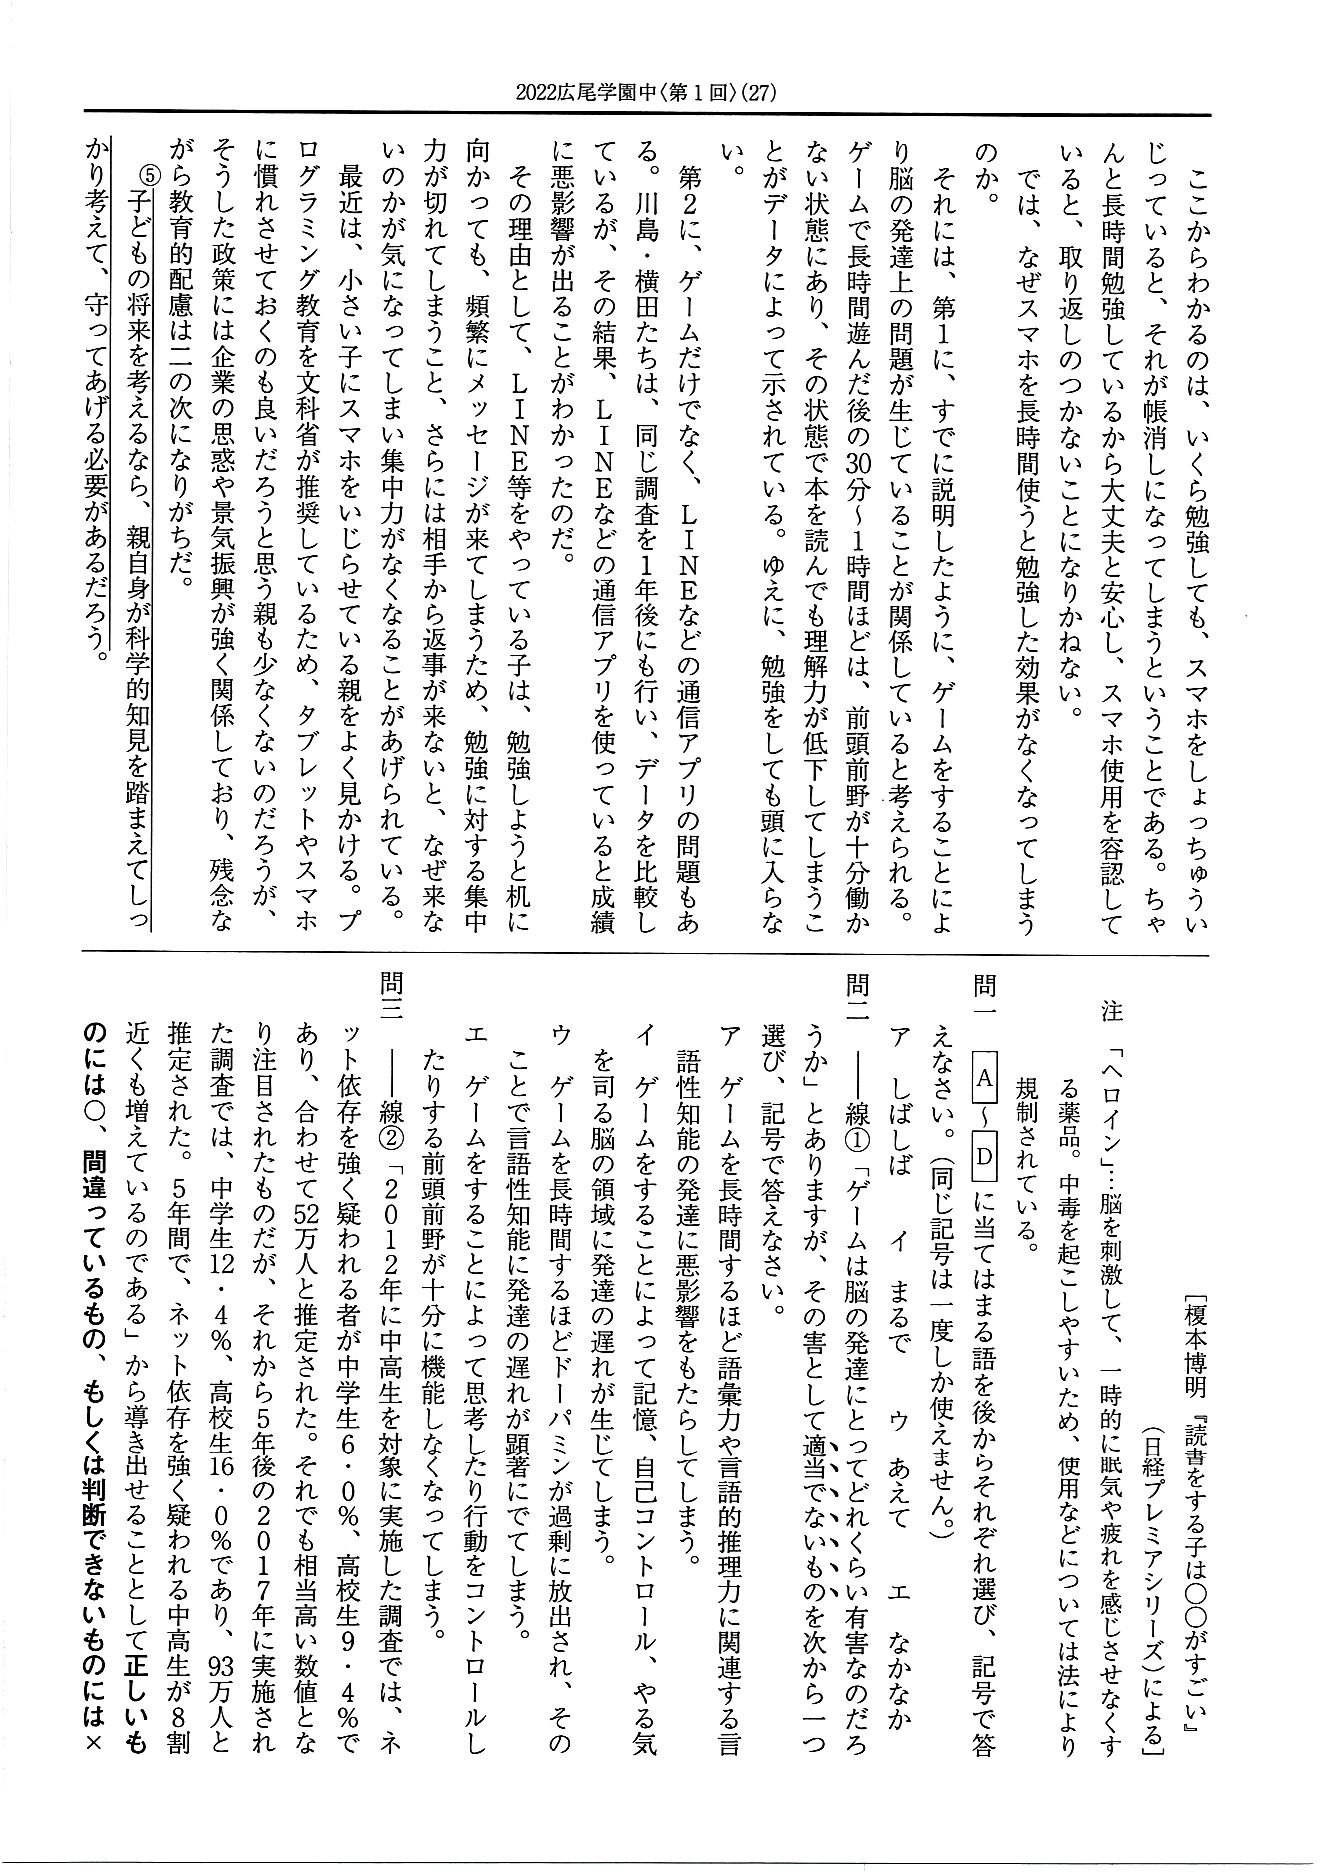 2022広尾学園中〈第1回〉(27)
ここからわかるのは、いくら勉強しても、スマホをしょっちゅうい
じっていると、それが帳消しになってしまうということである。ちゃ
んと長時間勉強しているから大丈夫と安心し、スマホ使用を容認して
いると、取り返しのつかないことになりかねない。
では、なぜスマホを長時間使うと勉強した効果がなくなってしまう
のか。
それには、第1に、すでに説明したように、ゲームをすることによ
り脳の発達上の問題が生じていることが関係していると考えられる。
ゲームで長時間遊んだ後の30分〜1時間ほどは、前頭前野が十分働か
ない状態にあり、その状態で本を読んでも理解力が低下してしまうこ
とがデータによって示されている。ゆえに、勉強をしても頭に入らな
い。
第2に、ゲームだけでなく、LINEなどの通信アプリの問題もあ
る。川島・横田たちは、同じ調査を1年後にも行い、データを比較し
ているが、その結果、LINEなどの通信アプリを使っていると成績
に悪影響が出ることがわかったのだ。
その理由として、LINE等をやっている子は、勉強しようと机に
向かっても、頻繁にメッセージが来てしまうため、勉強に対する集中
力が切れてしまうこと、さらには相手から返事が来ないと、なぜ来な
いのかが気になってしまい集中力がなくなることがあげられている。
最近は、小さい子にスマホをいじらせている親をよく見かける。プ
ログラミング教育を文科省が推奨しているため、タブレットやスマホ
に慣れさせておくのも良いだろうと思う親も少なくないのだろうが、
そうした政策には企業の思惑や景気振興が強く関係しており、残念な
がら教育的配慮は二の次になりがちだ。
⑤子どもの将来を考えるなら、親自身が科学的知見を踏まえてしっ
かり考えて、守ってあげる必要があるだろう。
［榎本博明『読書をする子は〇〇がすごい』
（日経プレミアシリーズ）による］
注 「ヘロイン」…脳を刺激して、一時的に眠気や疲れを感じさせなくす
る薬品。中毒を起こしやすいため、使用などについては法により
規制されている。
問一 A〜Dに当てはまる語を後からそれぞれ選び、記号で答
えなさい。（同じ記号は一度しか使えません。）
ア しばしば イ まるで ウ あえて エ なかなか
問二 ――線①「ゲームは脳の発達にとってどれくらい有害なのだろ
うか」とありますが、その害として適当でないものを次から一つ
選び、記号で答えなさい。
ア ゲームを長時間するほど語彙力や言語的推理力に関連する言
語性知能の発達に悪影響をもたらしてしまう。
イ ゲームをすることによって記憶、自己コントロール、やる気
を司る脳の領域に発達の遅れが生じてしまう。
ウ ゲームを長時間するほどドーパミンが過剰に放出され、その
ことで言語性知能に発達の遅れが顕著にでてしまう。
エ ゲームをすることによって思考したり行動をコントロールし
たりする前頭前野が十分に機能しなくなってしまう。
問三 ――線②「2012年に中高生を対象に実施した調査では、ネ
ット依存を強く疑われる者が中学生6・0％、高校生9・4％で
あり、合わせて52万人と推定された。それでも相当高い数値とな
り注目されたものだが、それから5年後の2017年に実施され
た調査では、中学生12・4％、高校生16・0％であり、93万人と
推定された。5年間で、ネット依存を強く疑われる中高生が8割
近くも増えているのである」から導き出せることとして正しいも
のには○、間違っているもの、もしくは判断できないものには×